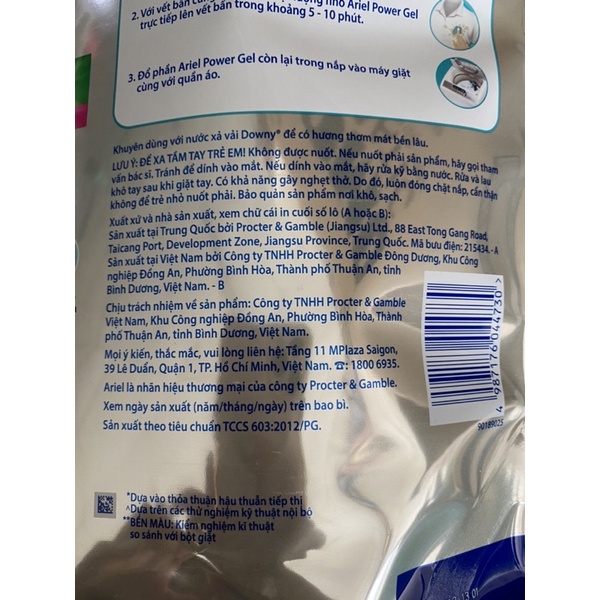 2. Với vết bẩn nhỏ Ariel Power Gel
trực tiếp lên vết bẩn trong khoảng 5 - 10 phút.
3. Đổ phần Ariel Power Gel còn lại trong nắp vào máy giặt
cùng với quần áo.
Khuyên dùng với nước xả vải Downy* để có hương thơm mát bền lâu.
LƯU Ý: ĐỂ XA TẦM TAY TRẺ EM! Không được nuốt. Nếu nuốt phải sản phẩm, hãy gọi tham
vấn bác sĩ. Tránh để dính vào mắt. Nếu dính vào mắt, hãy rửa kỹ bằng nước. Rửa và lau
khô tay sau khi giặt tay. Có khả năng gây nghẹt thở. Do đó, luôn đóng chặt nắp, cẩn thận
không để trẻ nhỏ nuốt phải. Bảo quản sản phẩm nơi khô, sạch.
Xuất xứ và nhà sản xuất, xem chữ cái in cuối số lô (A hoặc B):
Sản xuất tại Trung Quốc bởi Procter & Gamble (Jiangsu) Ltd., 88 East Tong Gang Road,
Taicang Port, Development Zone, Jiangsu Province, Trung Quốc. Mã bưu điện: 215434. - A
Sản xuất tại Việt Nam bởi Công ty TNHH Procter & Gamble Đông Dương, Khu Công
nghiệp Đồng An, Phường Bình Hòa, Thành phố Thuận An, tỉnh
Bình Dương, Việt Nam. - B
Chịu trách nhiệm về sản phẩm: Công ty TNHH Procter & Gamble
Việt Nam, Khu Công nghiệp Đồng An, Phường Bình Hòa, Thành
phố Thuận An, tỉnh Bình Dương, Việt Nam.
Mọi ý kiến, thắc mắc, vui lòng liên hệ: Tầng 11 MPlaza Saigon,
39 Lê Duẩn, Quận 1, TP. Hồ Chí Minh, Việt Nam. ☎: 1800 6935.
Ariel là nhãn hiệu thương mại của công ty Procter & Gamble.
Xem ngày sản xuất (năm/tháng/ngày) trên bao bì.
Sản xuất theo tiêu chuẩn TCCS 603:2012/PG.
4 987176 044730 >
90189025
*Dựa vào thỏa thuận hậu thuẫn tiếp thị
^Dựa trên các thử nghiệm kỹ thuật nội bộ
**BỀN MÀU: Kiểm nghiệm kĩ thuật
so sánh với bột giặt
13 01